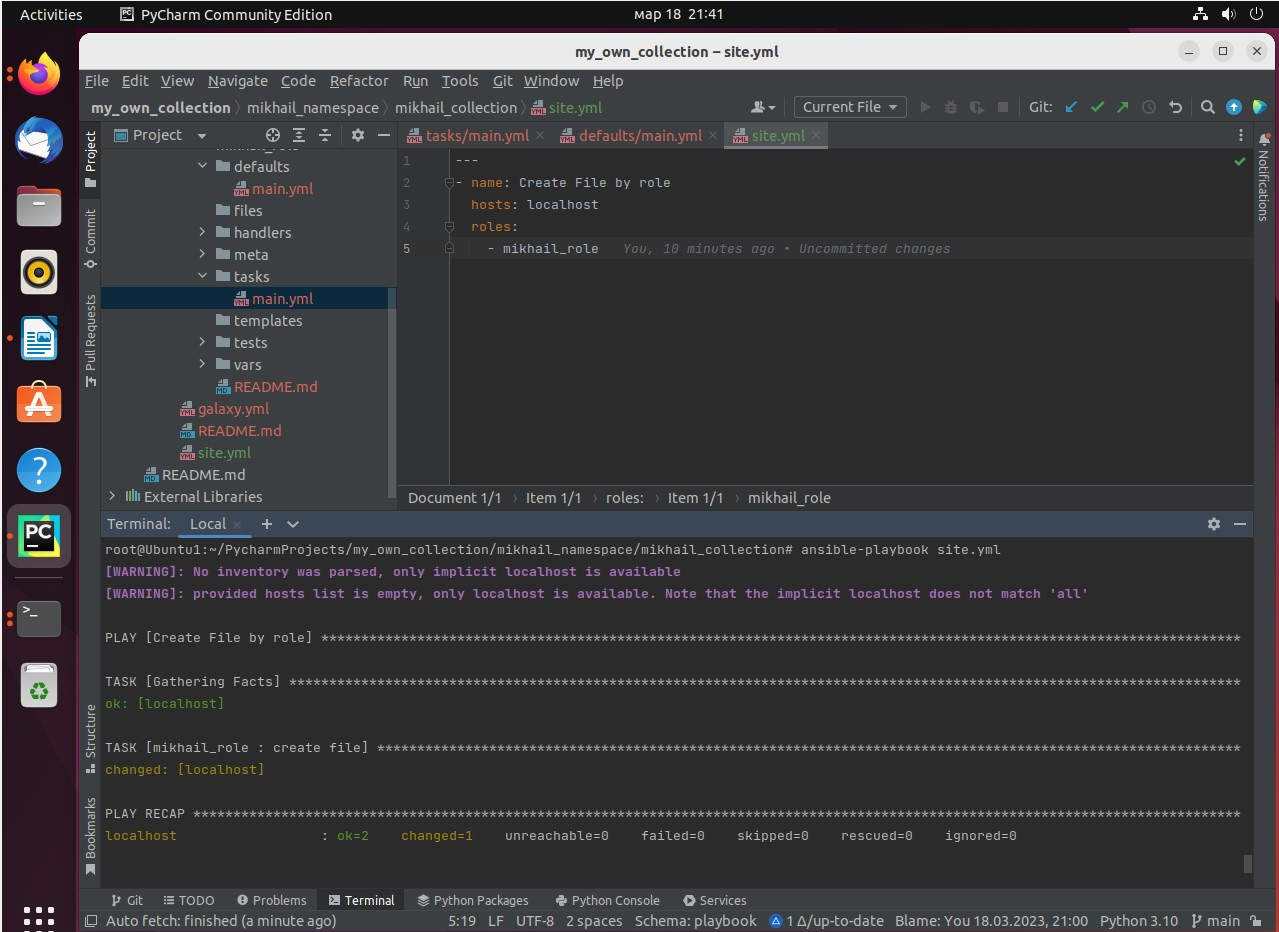 Activities PyCharm Community Edition мар 18 21:41
my_own_collection – site.yml
File Edit View Navigate Code Refactor Run Tools Git Window Help
my_own_collection mikhail_namespace mikhail_collection site.yml Current File Git:
Project
tasks/main.yml defaults/main.yml site.yml
defaults
main.yml
files
handlers
meta
tasks
main.yml
templates
tests
vars
README.md
galaxy.yml
README.md
site.yml
README.md
External Libraries
Project
Commit
Pull Requests
Structure
Bookmarks
Notifications
1 ---
2 - name: Create File by role
3 hosts: localhost
4 roles:
5 - mikhail_role You, 10 minutes ago • Uncommitted changes
Document 1/1 › Item 1/1 › roles: › Item 1/1 › mikhail_role
Terminal: Local
root@Ubuntu1:~/PycharmProjects/my_own_collection/mikhail_namespace/mikhail_collection# ansible-playbook site.yml
[WARNING]: No inventory was parsed, only implicit localhost is available
[WARNING]: provided hosts list is empty, only localhost is available. Note that the implicit localhost does not match 'all'
PLAY [Create File by role] *******************************************************************************************************************
TASK [Gathering Facts] ***********************************************************************************************************************
ok: [localhost]
TASK [mikhail_role : create file] ************************************************************************************************************
changed: [localhost]
PLAY RECAP ***********************************************************************************************************************************
localhost : ok=2 changed=1 unreachable=0 failed=0 skipped=0 rescued=0 ignored=0
Git TODO Problems Terminal Python Packages Python Console Services
Auto fetch: finished (a minute ago) 5:19 LF UTF-8 2 spaces Schema: playbook 1 Δ/up-to-date Blame: You 18.03.2023, 21:00 Python 3.10 main